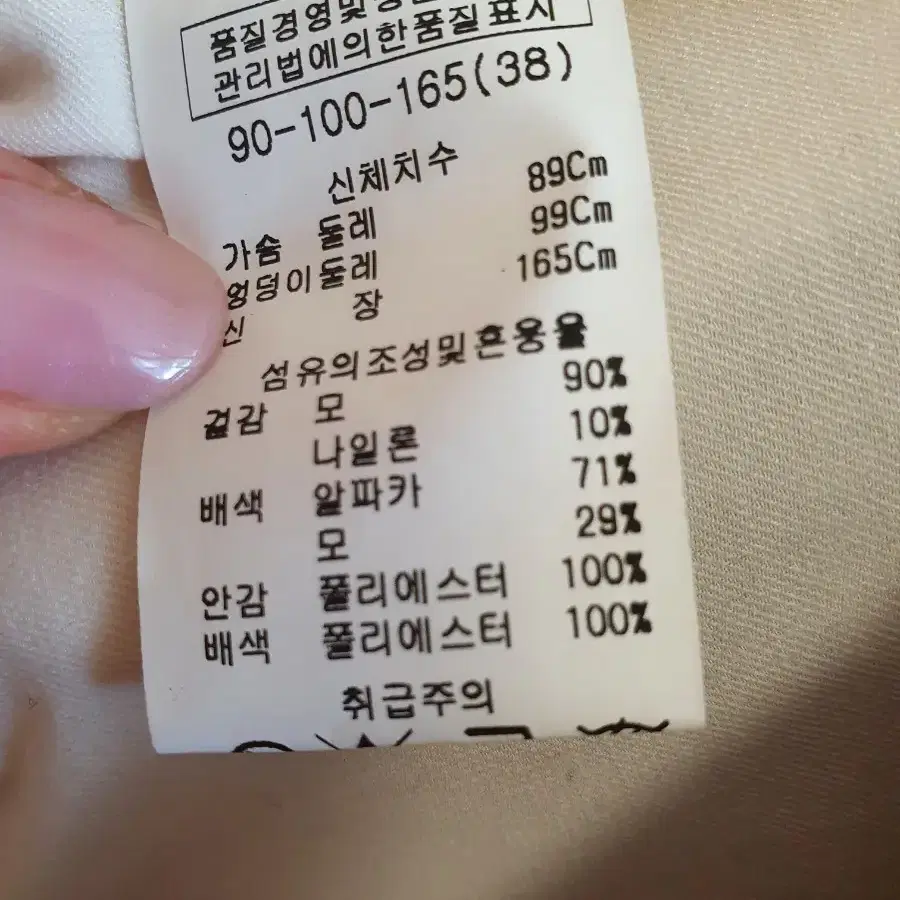 품질경영및
관리법에의한품질표시
90-100-165(38)
신체치수
가슴 둘레 89Cm
엉덩이둘레 99Cm
신 장 165Cm
섬유의조성및혼용율
겉감 모 90%
나일론 10%
배색 알파카 71%
모 29%
안감 폴리에스터 100%
배색 폴리에스터 100%
취급주의